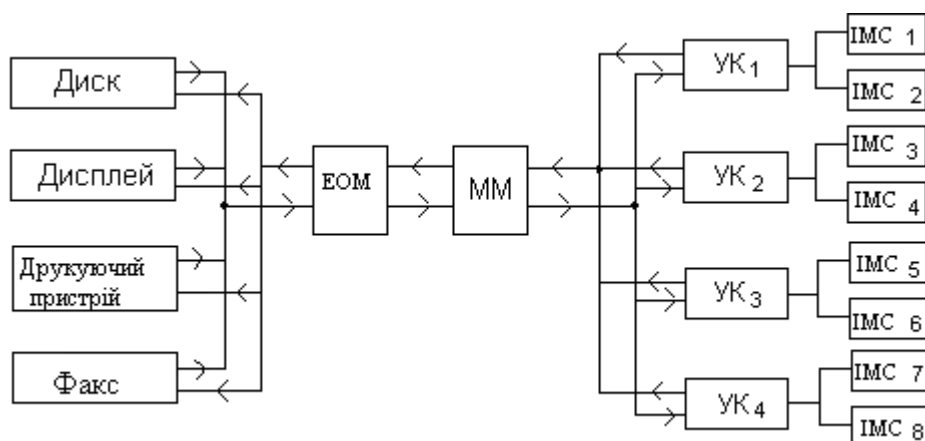 Диск
Дисплей
Друкуючий
пристрій
Факс
ЕОМ
ММ
УК1
УК2
УК3
УК4
ІМС 1
ІМС 2
ІМС 3
ІМС 4
ІМС 5
ІМС 6
ІМС 7
ІМС 8